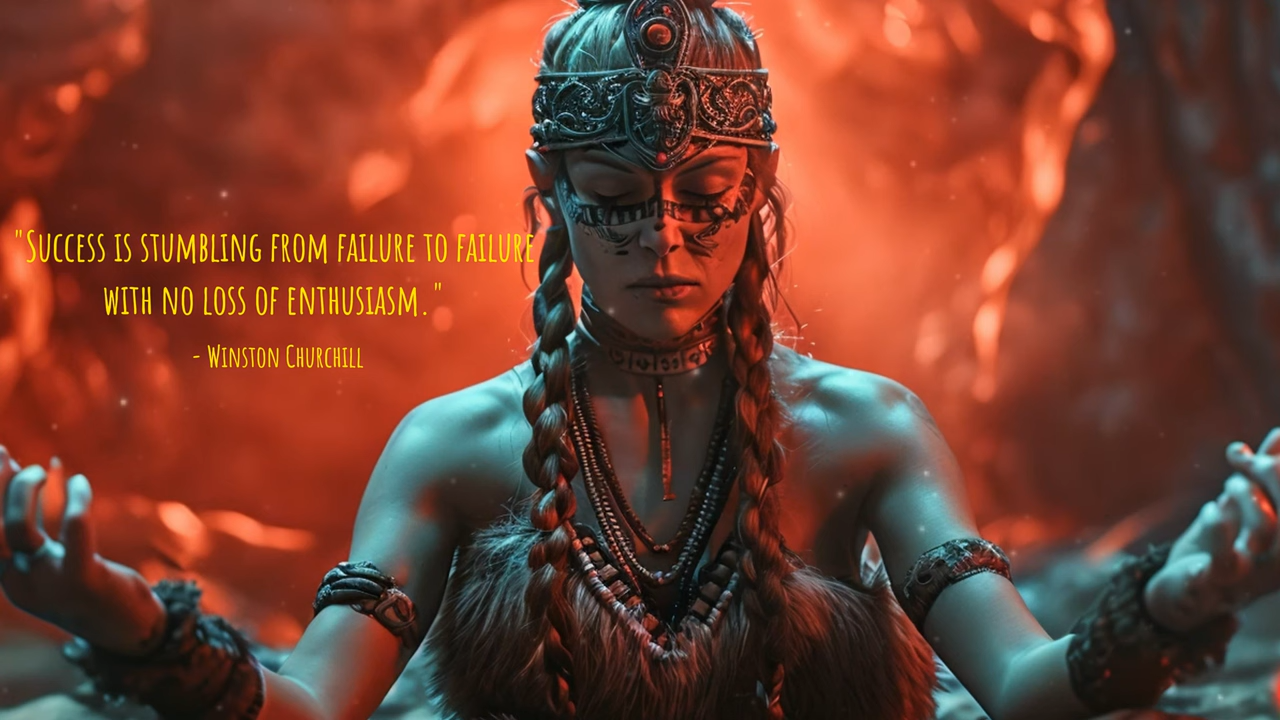 "Success is stumbling from failure to failure
with no loss of enthusiasm."
- Winston Churchill